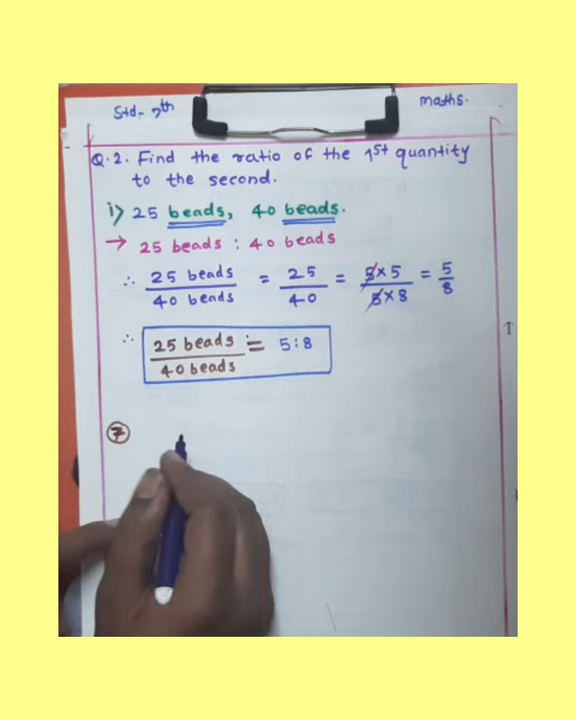 Std- 7th maths.
Q.2. Find the ratio of the 1st quantity
to the second.
i) 25 beads, 40 beads.
→ 25 beads : 40 beads
∴ 25 beads / 40 beads = 25 / 40 = 5×5 / 5×8 = 5 / 8
∴ 25 beads / 40 beads = 5:8
7
T